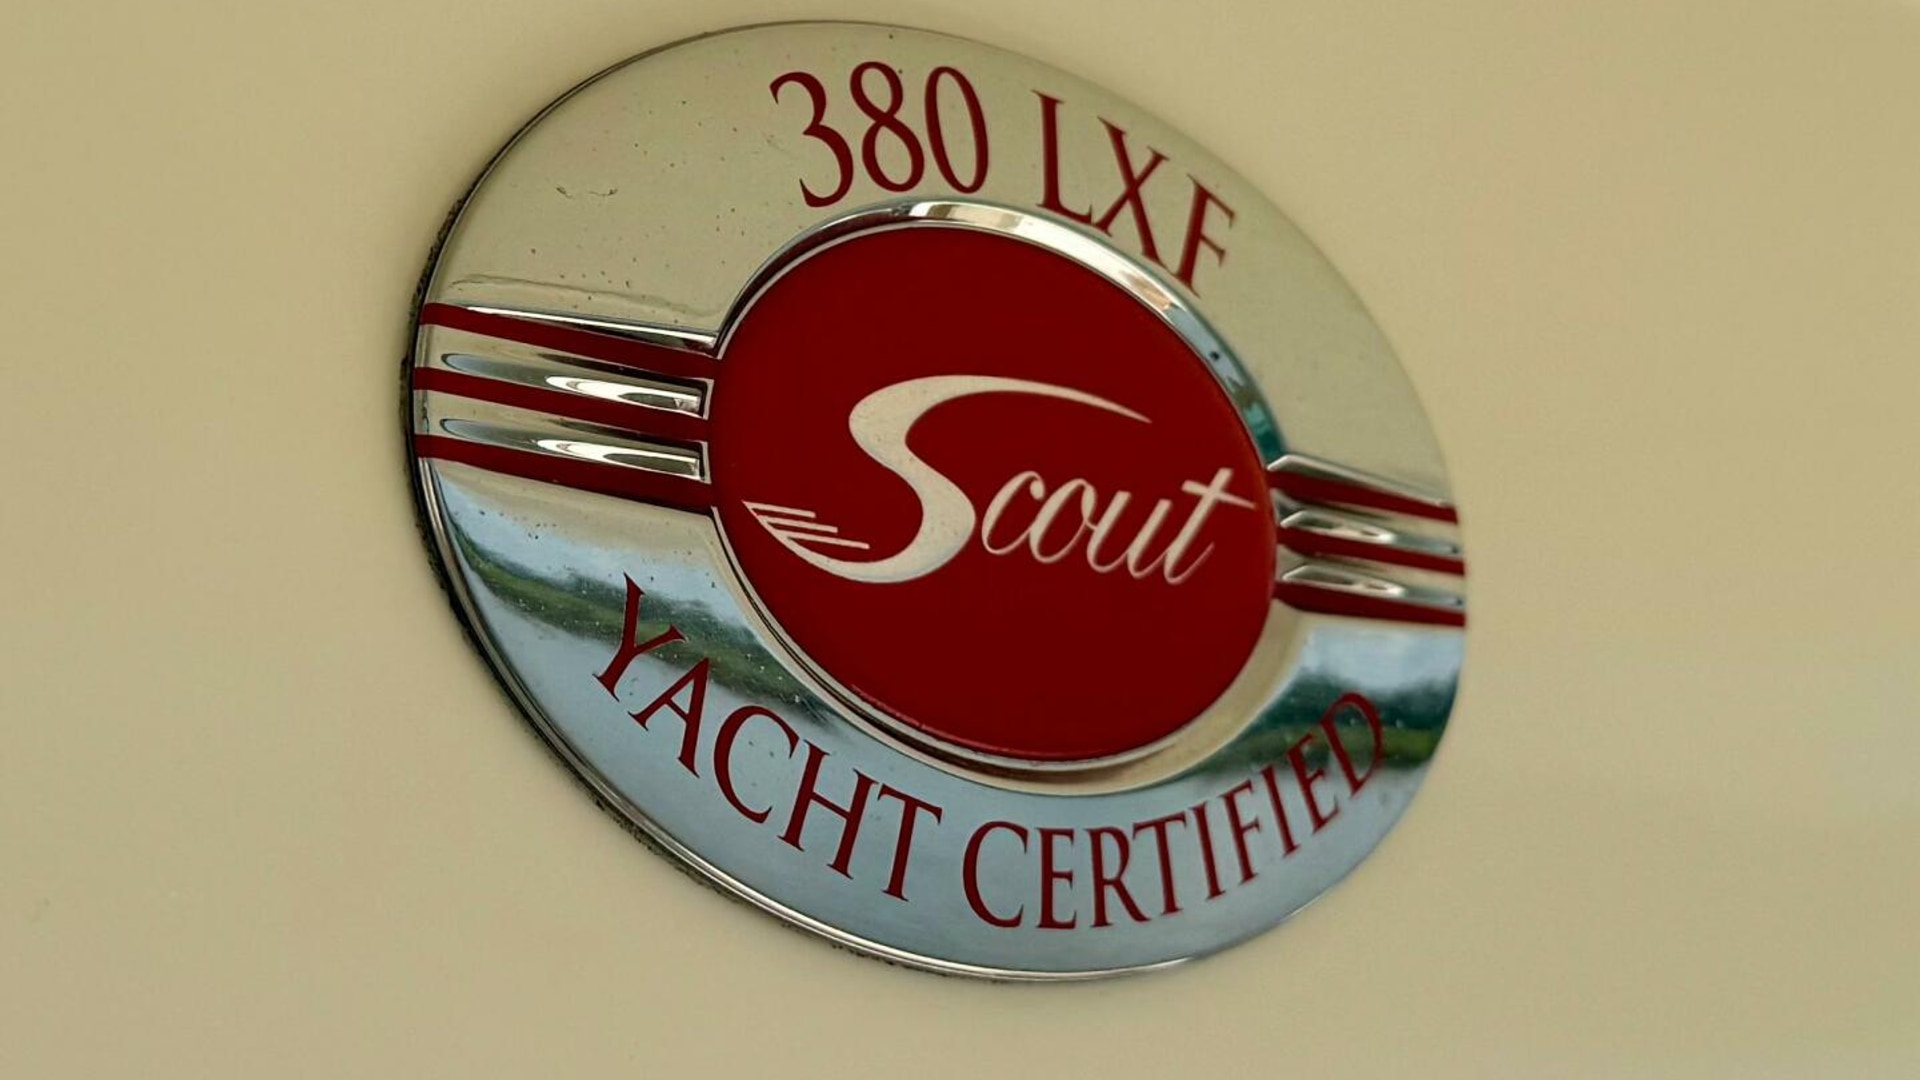 380 LXF
Scout
YACHT CERTIFIED